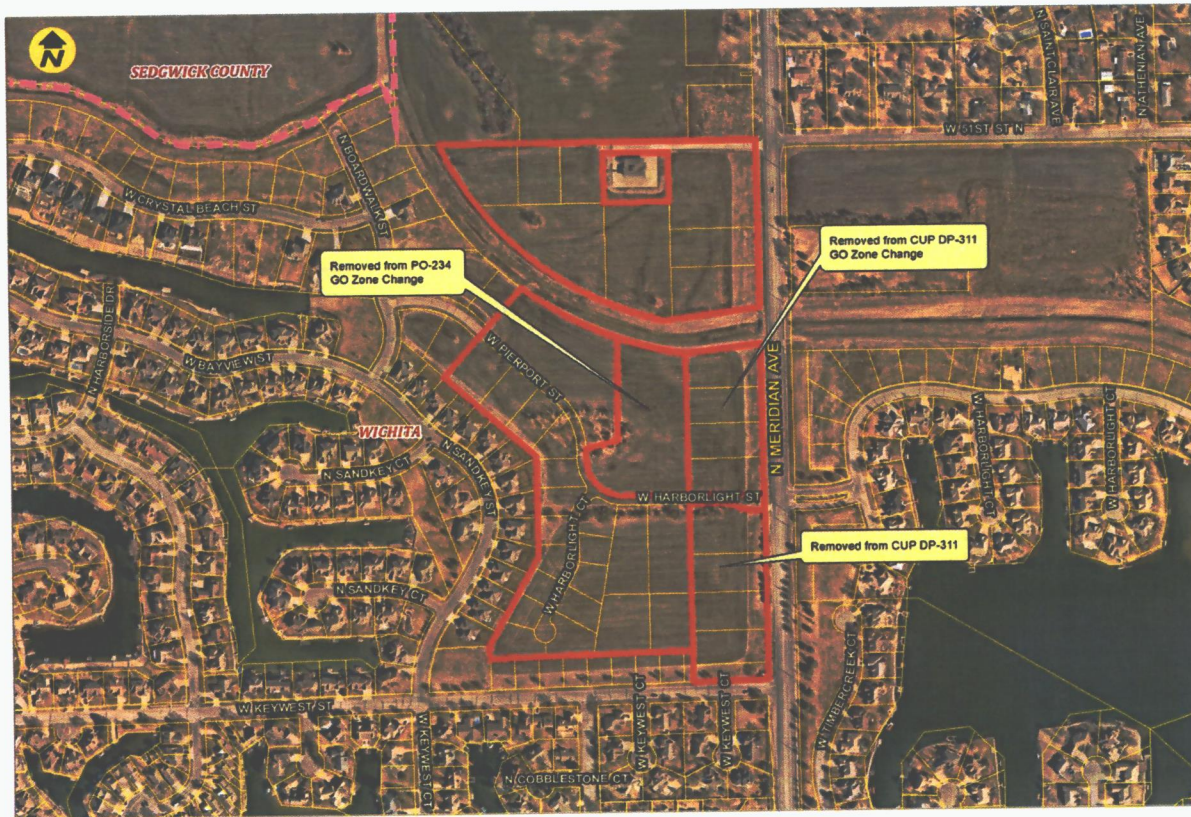 N
SEDGWICK COUNTY
N SAINT CLAIR AVE
N ATHENIAN AVE
W 51ST ST N
N BOARDWALK ST
W CRYSTAL BEACH ST
Removed from PO-234
GO Zone Change
Removed from CUP DP-311
GO Zone Change
N HARBORSIDE DR
W BAYVIEW ST
W PIERPORT ST
N MERIDIAN AVE
WICHITA
N SANDKEY ST
N SANDKEY CT
W HARBORLIGHT ST
W HARBORLIGHT CT
W HARBORLIGHT CT
W HARBORLIGHT CT
Removed from CUP DP-311
N SANDKEY CT
W TIMBERCREEK CT
W KEYWEST ST
W KEYWEST CT
W KEYWEST CT
W KEYWEST CT
N COBBLESTONE CT